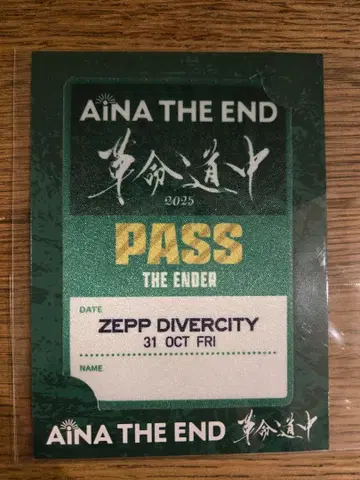 AiNA THE END
革命道中
2025
PASS
THE ENDER
DATE
ZEPP DIVERCITY
31 OCT FRI
NAME
AiNA THE END 革命道中